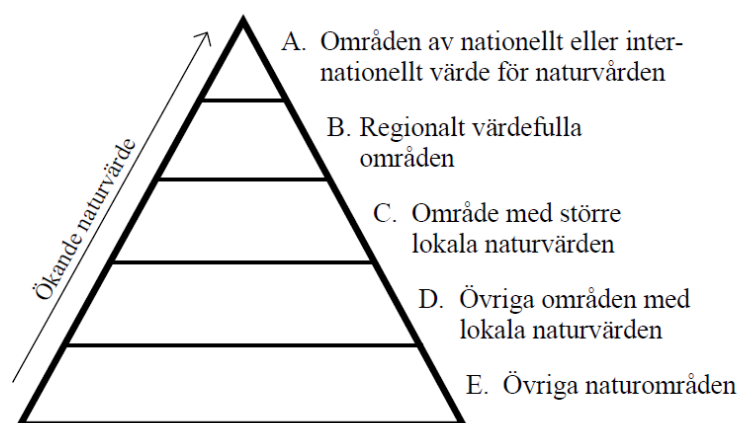 Ökande naturvärde
A. Områden av nationellt eller inter-
nationellt värde för naturvården
B. Regionalt värdefulla
områden
C. Område med större
lokala naturvärden
D. Övriga områden med
lokala naturvärden
E. Övriga naturområden